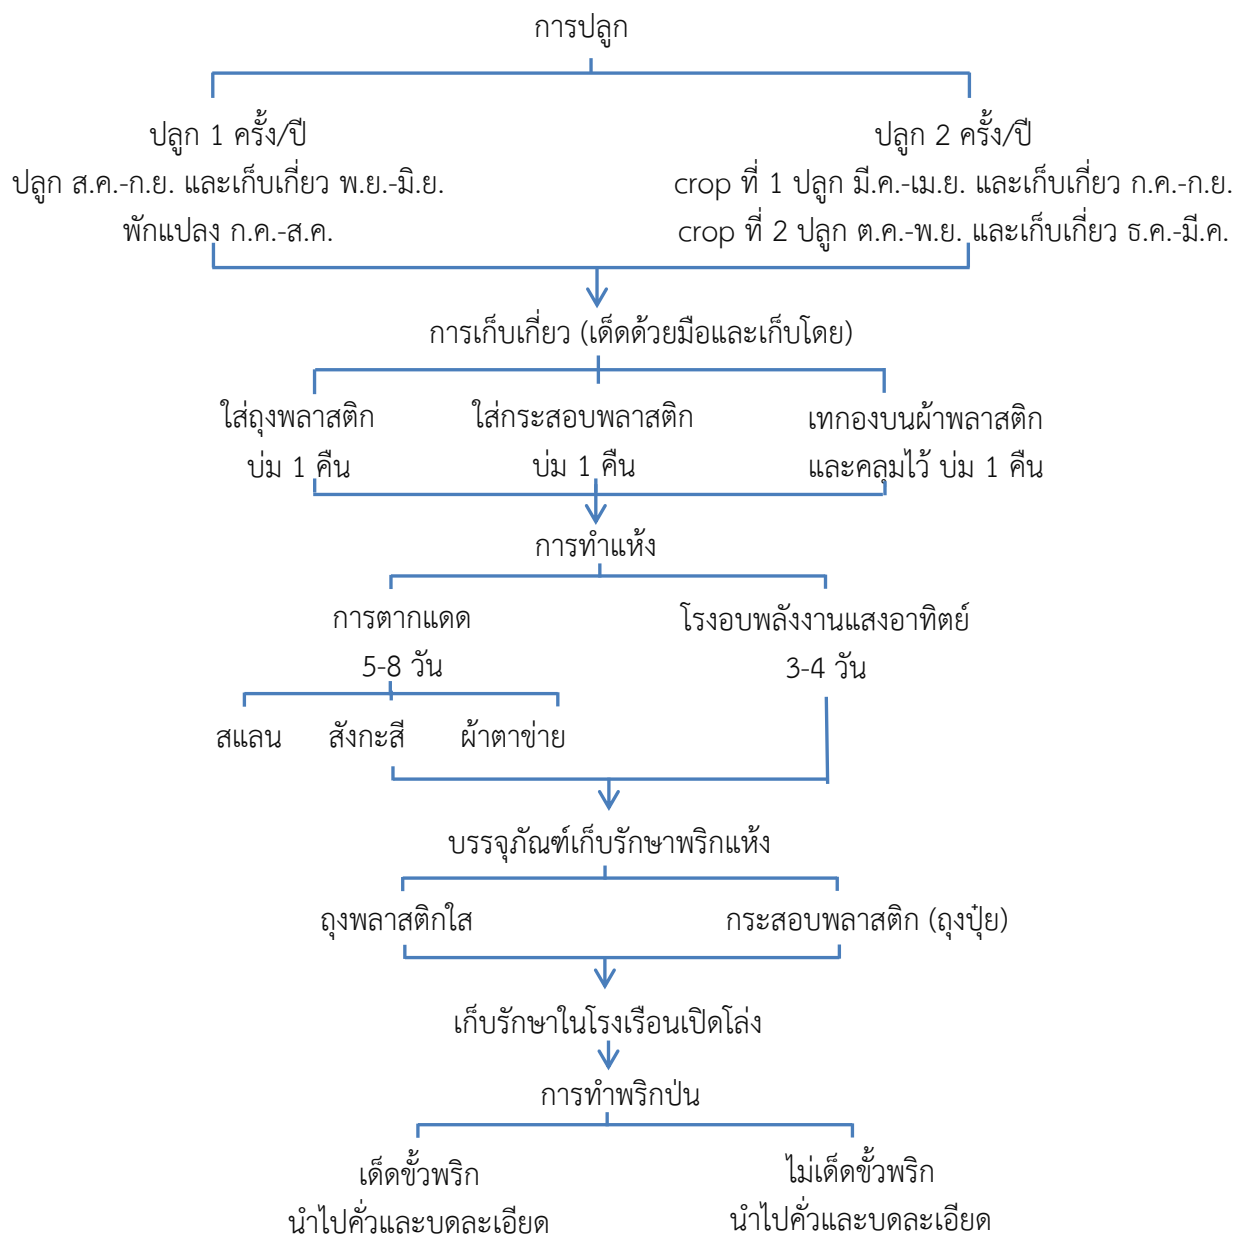 การปลูก
ปลูก 1 ครั้ง/ปี
ปลูก ส.ค.-ก.ย. และเก็บเกี่ยว พ.ย.-มิ.ย.
พักแปลง ก.ค.-ส.ค.
ปลูก 2 ครั้ง/ปี
crop ที่ 1 ปลูก มี.ค.-เม.ย. และเก็บเกี่ยว ก.ค.-ก.ย.
crop ที่ 2 ปลูก ต.ค.-พ.ย. และเก็บเกี่ยว ธ.ค.-มี.ค.
การเก็บเกี่ยว (เด็ดด้วยมือและเก็บโดย)
ใส่ถุงพลาสติก
บ่ม 1 คืน
ใส่กระสอบพลาสติก
บ่ม 1 คืน
เทกองบนผ้าพลาสติก
และคลุมไว้ บ่ม 1 คืน
การทำแห้ง
การตากแดด
5-8 วัน
โรงอบพลังงานแสงอาทิตย์
3-4 วัน
สแลน
สังกะสี
ผ้าตาข่าย
บรรจุภัณฑ์เก็บรักษาพริกแห้ง
ถุงพลาสติกใส
กระสอบพลาสติก (ถุงปุ๋ย)
เก็บรักษาในโรงเรือนเปิดโล่ง
การทำพริกป่น
เด็ดขั้วพริก
นำไปคั่วและบดละเอียด
ไม่เด็ดขั้วพริก
นำไปคั่วและบดละเอียด